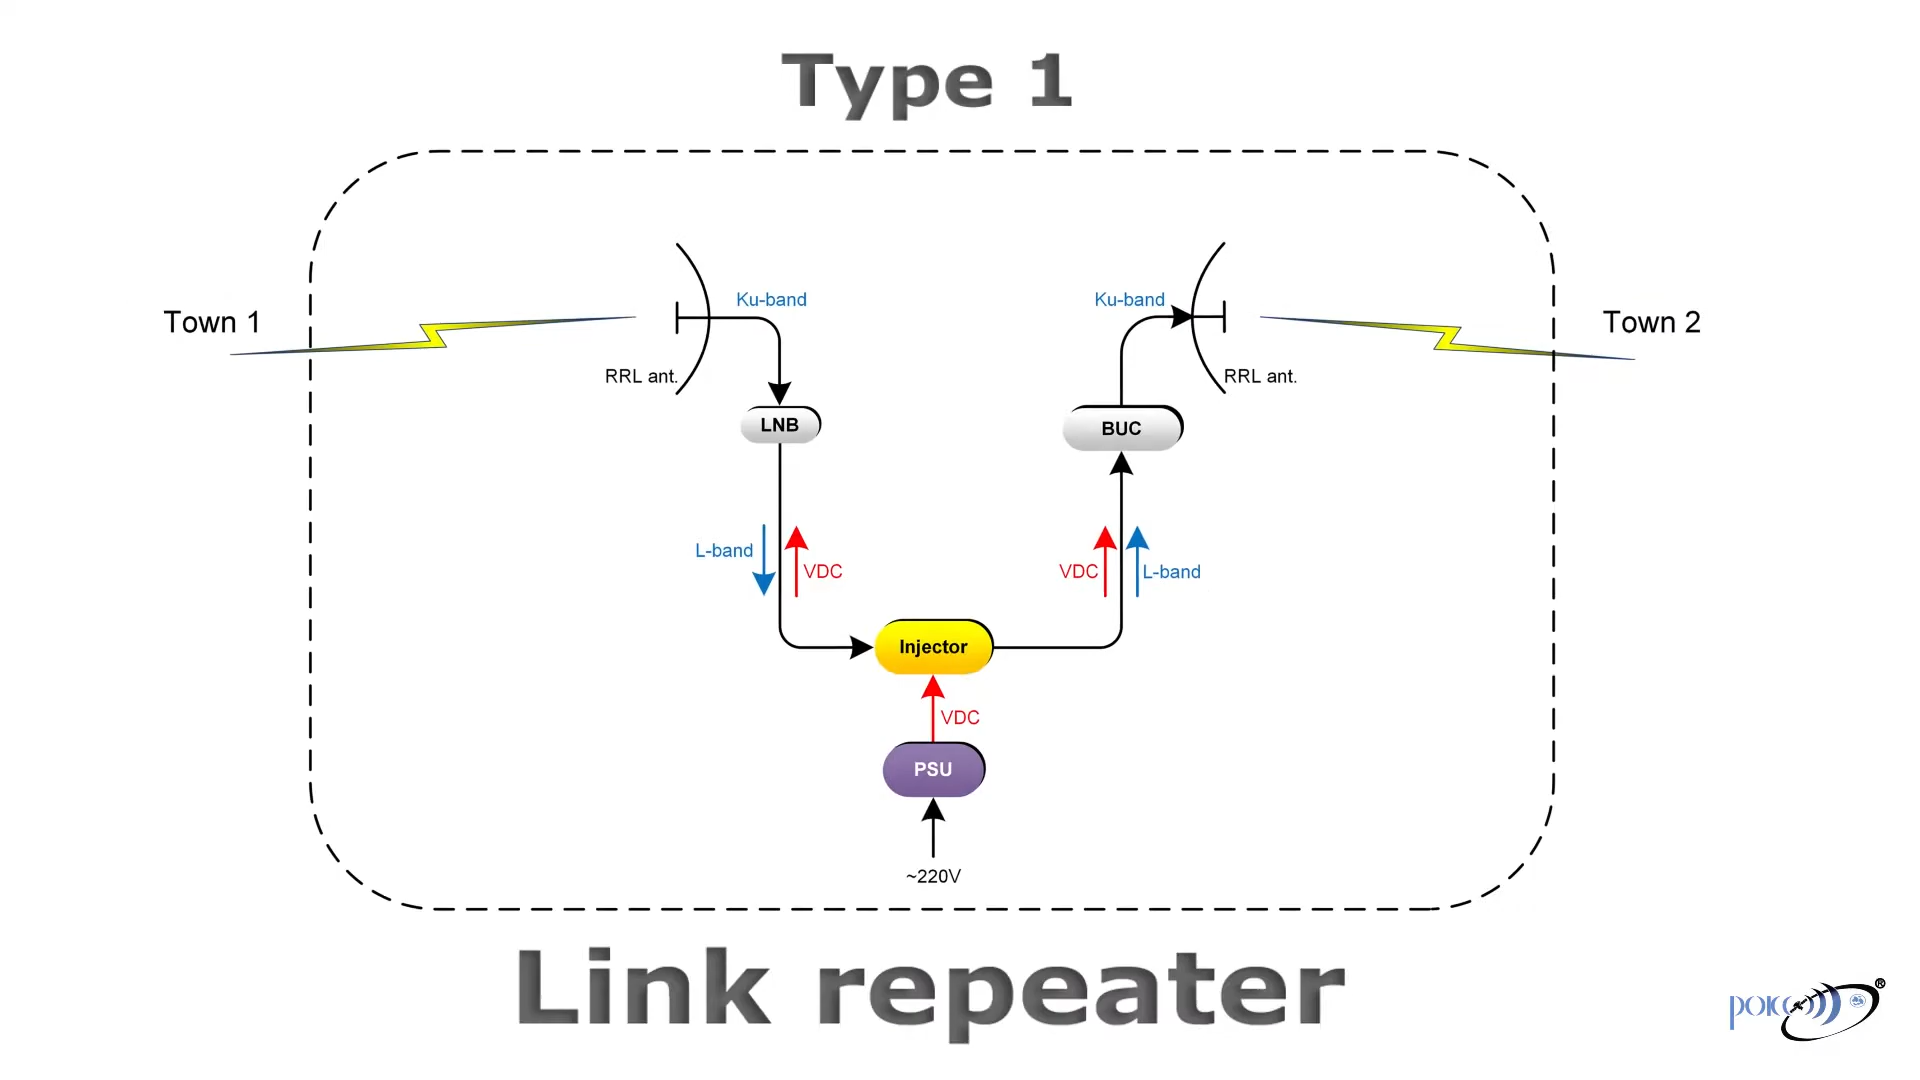 Type 1
Town 1
Ku-band
Ku-band
Town 2
RRL ant.
RRL ant.
LNB
BUC
L-band
VDC
VDC
L-band
Injector
VDC
PSU
~220V
Link repeater
РОКС
®